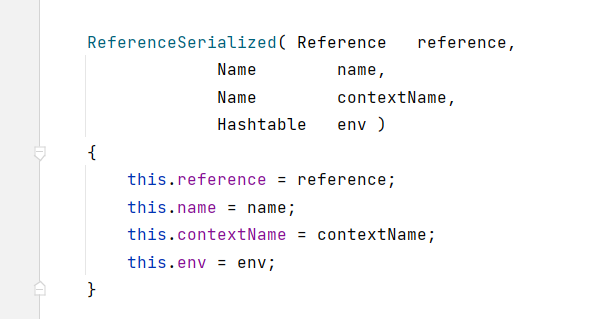 ReferenceSerialized( Reference   reference,
             Name        name,
             Name        contextName,
             Hashtable   env )
{
    this.reference = reference;
    this.name = name;
    this.contextName = contextName;
    this.env = env;
}